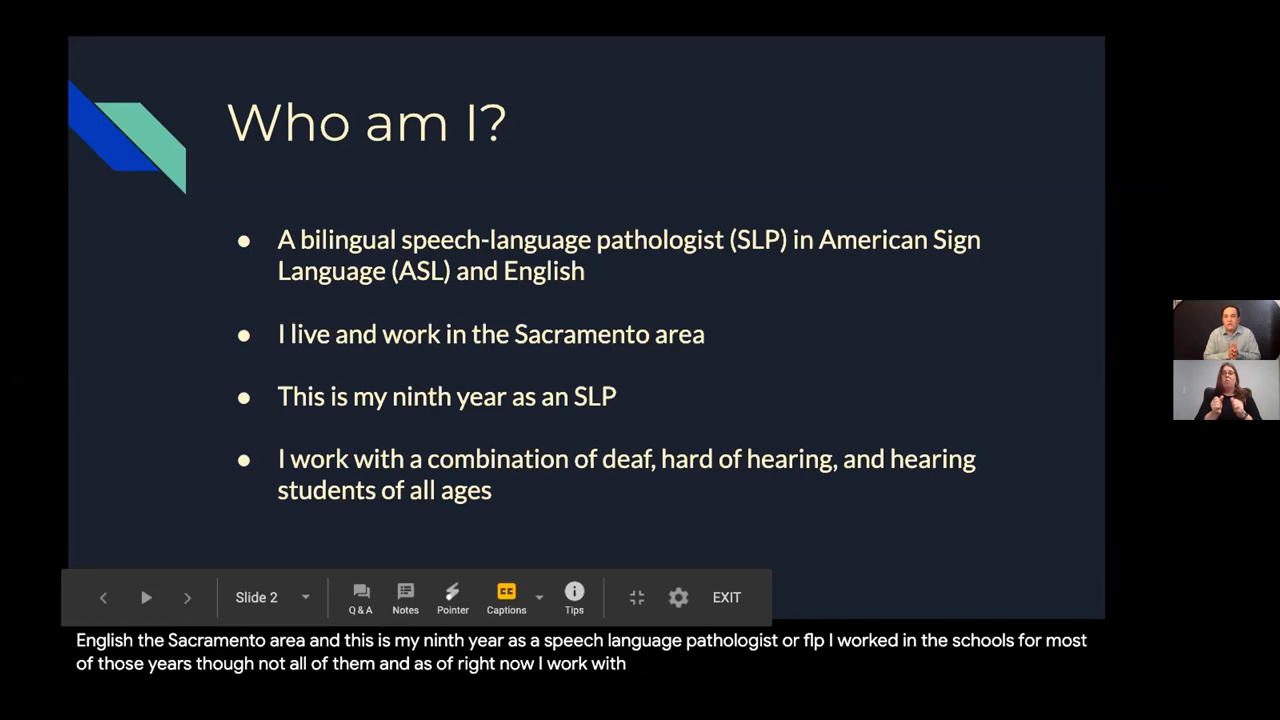 Who am I?
● A bilingual speech-language pathologist (SLP) in American Sign
Language (ASL) and English
● I live and work in the Sacramento area
● This is my ninth year as an SLP
● I work with a combination of deaf, hard of hearing, and hearing
students of all ages
Slide 2
Q & A
Notes
Pointer
CC
Captions
Tips
EXIT
English the Sacramento area and this is my ninth year as a speech language pathologist or flp I worked in the schools for most
of those years though not all of them and as of right now I work with